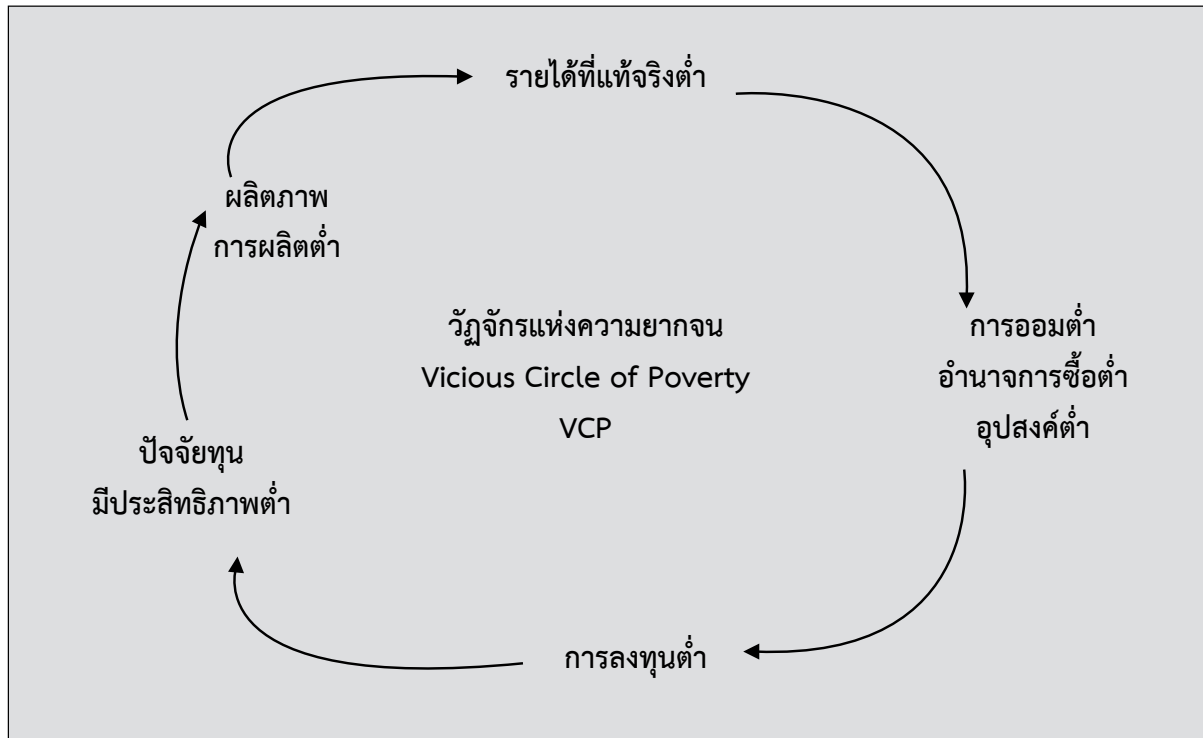 รายได้ที่แท้จริงต่ำ
ผลิตภาพ
การผลิตต่ำ
วัฏจักรแห่งความยากจน
Vicious Circle of Poverty
VCP
การออมต่ำ
อำนาจการซื้อต่ำ
อุปสงค์ต่ำ
ปัจจัยทุน
มีประสิทธิภาพต่ำ
การลงทุนต่ำ